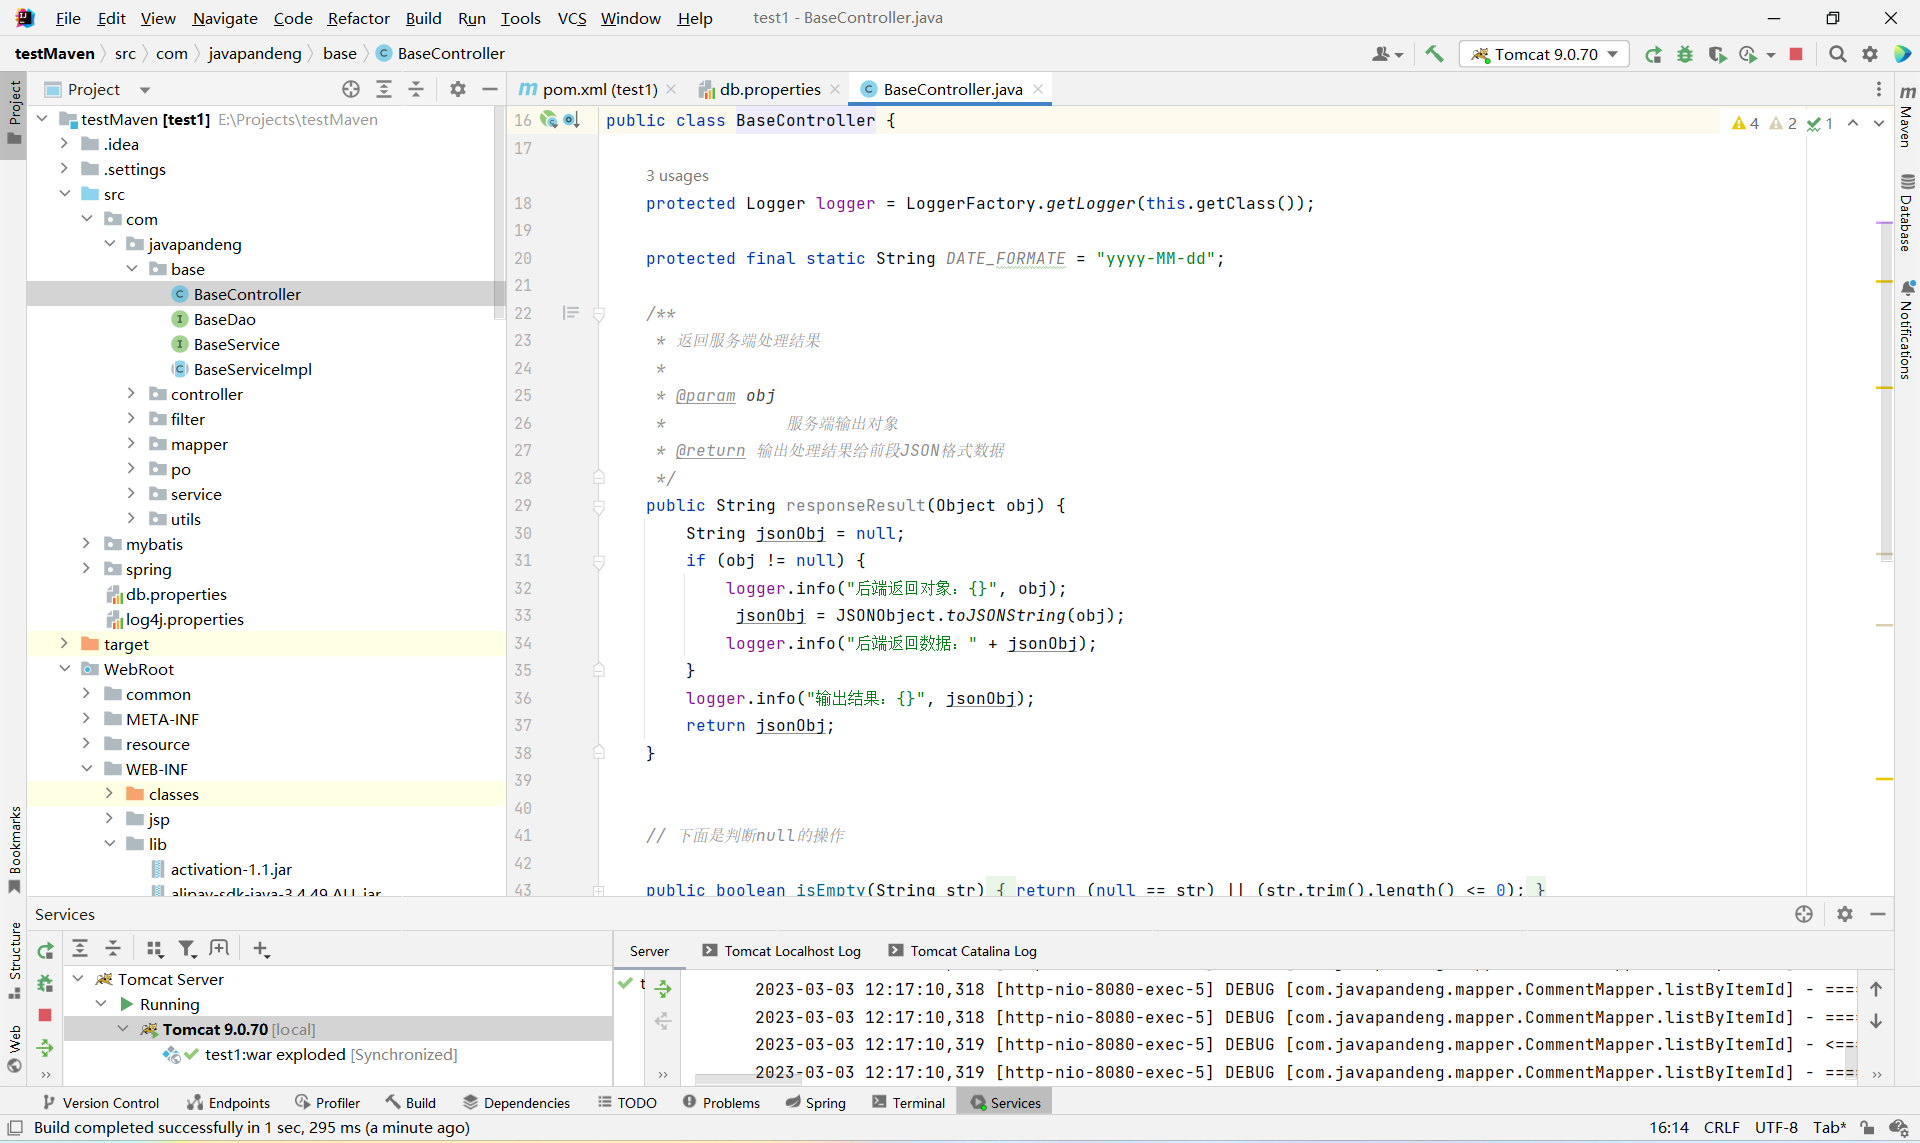 File Edit View Navigate Code Refactor Build Run Tools VCS Window Help test1 - BaseController.java
testMaven src com javapandeng base BaseController Tomcat 9.0.70
Project
pom.xml (test1) db.properties BaseController.java
testMaven [test1] E:\Projects\testMaven
.idea
.settings
src
com
javapandeng
base
BaseController
BaseDao
BaseService
BaseServiceImpl
controller
filter
mapper
po
service
utils
mybatis
spring
db.properties
log4j.properties
target
WebRoot
common
META-INF
resource
WEB-INF
classes
jsp
lib
activation-1.1.jar
alipay-sdk-java-3.4.49.ALL.jar
4 2 1
16 public class BaseController {
17
3 usages
18 protected Logger logger = LoggerFactory.getLogger(this.getClass());
19
20 protected final static String DATE_FORMATE = "yyyy-MM-dd";
21
22 /**
23 * 返回服务端处理结果
24 *
25 * @param obj
26 * 服务端输出对象
27 * @return 输出处理结果给前段JSON格式数据
28 */
29 public String responseResult(Object obj) {
30 String jsonObj = null;
31 if (obj != null) {
32 logger.info("后端返回对象：{}", obj);
33 jsonObj = JSONObject.toJSONString(obj);
34 logger.info("后端返回数据：" + jsonObj);
35 }
36 logger.info("输出结果：{}", jsonObj);
37 return jsonObj;
38 }
39
40
41 // 下面是判断null的操作
42
43 public boolean isEmpty(String str) { return (null == str) || (str.trim().length() <= 0); }
Project
Bookmarks
Structure
Web
Maven
Database
Notifications
Services
Tomcat Server
Running
Tomcat 9.0.70 [local]
test1:war exploded [Synchronized]
Server Tomcat Localhost Log Tomcat Catalina Log
t
2023-03-03 12:17:10,318 [http-nio-8080-exec-5] DEBUG [com.javapandeng.mapper.CommentMapper.listByItemId] - ====
2023-03-03 12:17:10,318 [http-nio-8080-exec-5] DEBUG [com.javapandeng.mapper.CommentMapper.listByItemId] - ====
2023-03-03 12:17:10,319 [http-nio-8080-exec-5] DEBUG [com.javapandeng.mapper.CommentMapper.listByItemId] - <===
2023-03-03 12:17:10,319 [http-nio-8080-exec-5] DEBUG [com.javapandeng.mapper.CommentMapper.listByItemId] - ====
Version Control Endpoints Profiler Build Dependencies TODO Problems Spring Terminal Services
Build completed successfully in 1 sec, 295 ms (a minute ago) 16:14 CRLF UTF-8 Tab*